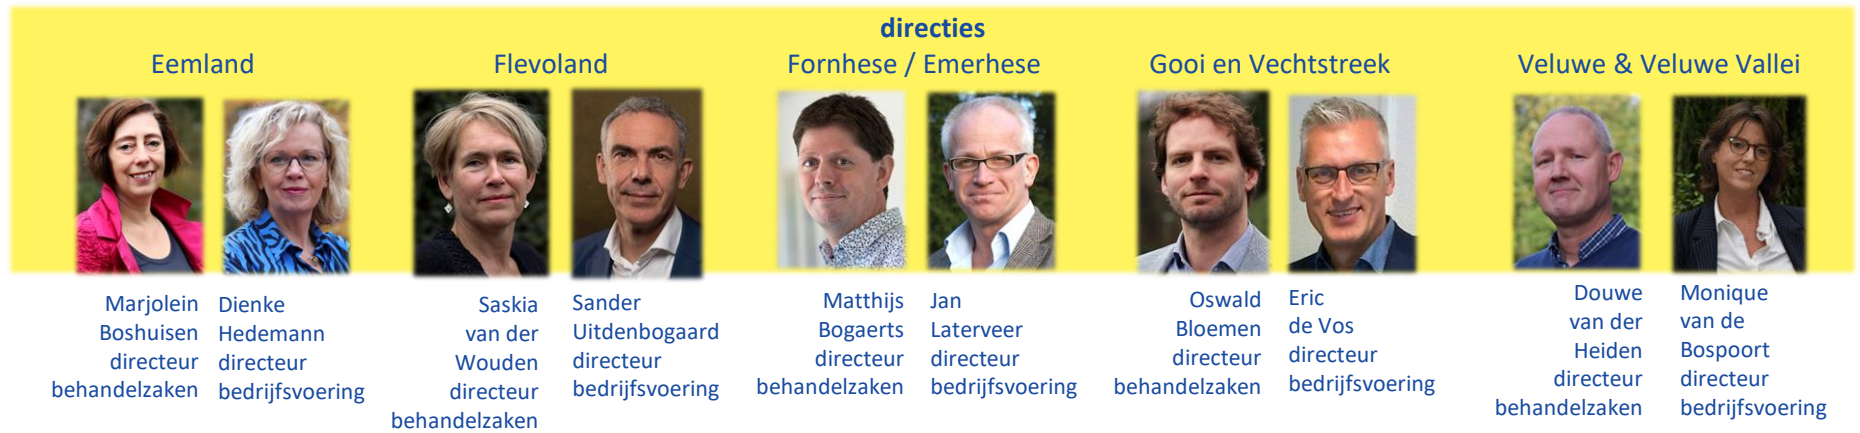 directies
Eemland
Flevoland
Fornhese / Emerhese
Gooi en Vechtstreek
Veluwe & Veluwe Vallei
Marjolein
Boshuisen
directeur
behandelzaken
Dienke
Hedemann
directeur
bedrijfsvoering
Saskia
van der
Wouden
directeur
behandelzaken
Sander
Uitdenbogaard
directeur
bedrijfsvoering
Matthijs
Bogaerts
directeur
behandelzaken
Jan
Laterveer
directeur
bedrijfsvoering
Oswald
Bloemen
directeur
behandelzaken
Eric
de Vos
directeur
bedrijfsvoering
Douwe
van der
Heiden
directeur
behandelzaken
Monique
van de
Bospoort
directeur
bedrijfsvoering